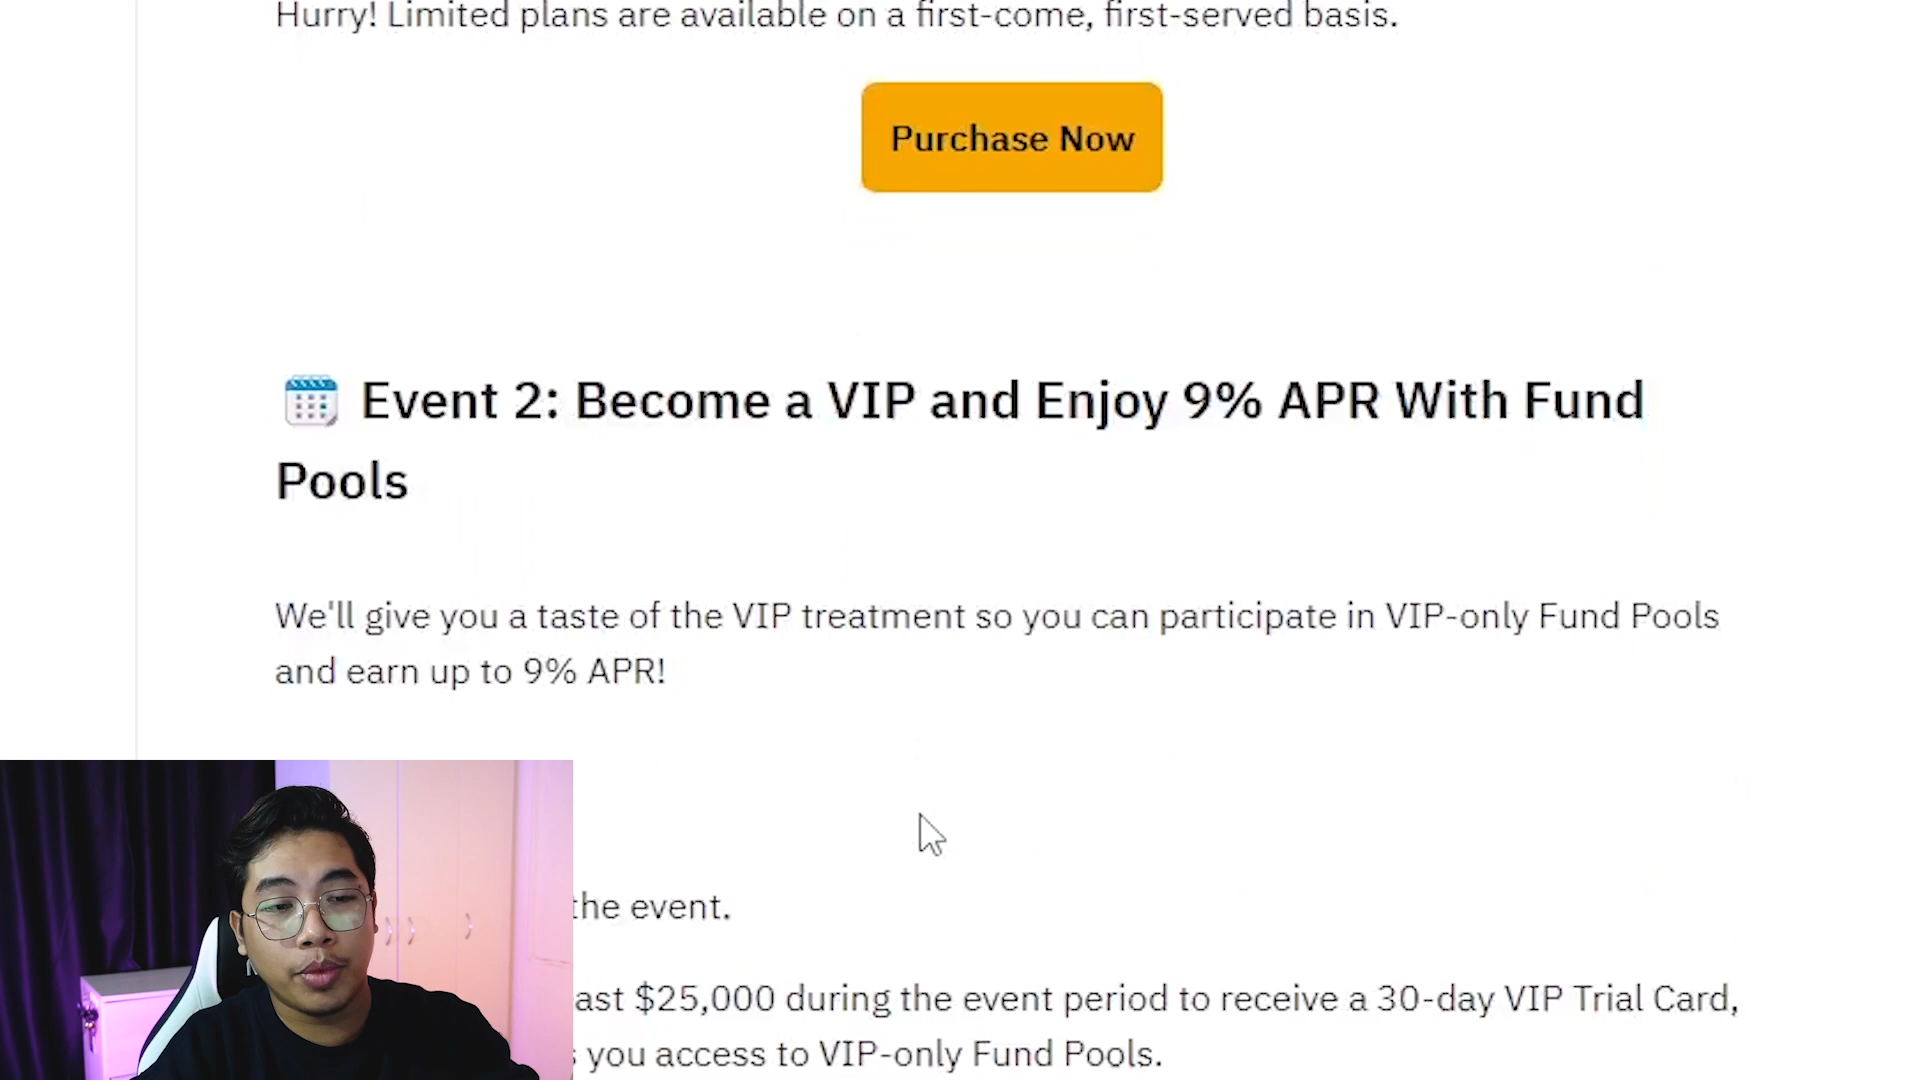 Hurry! Limited plans are available on a first-come, first-served basis.
Purchase Now
Event 2: Become a VIP and Enjoy 9% APR With Fund
Pools
We'll give you a taste of the VIP treatment so you can participate in VIP-only Fund Pools
and earn up to 9% APR!
the event.
$25,000 during the event period to receive a 30-day VIP Trial Card,
you access to VIP-only Fund Pools.